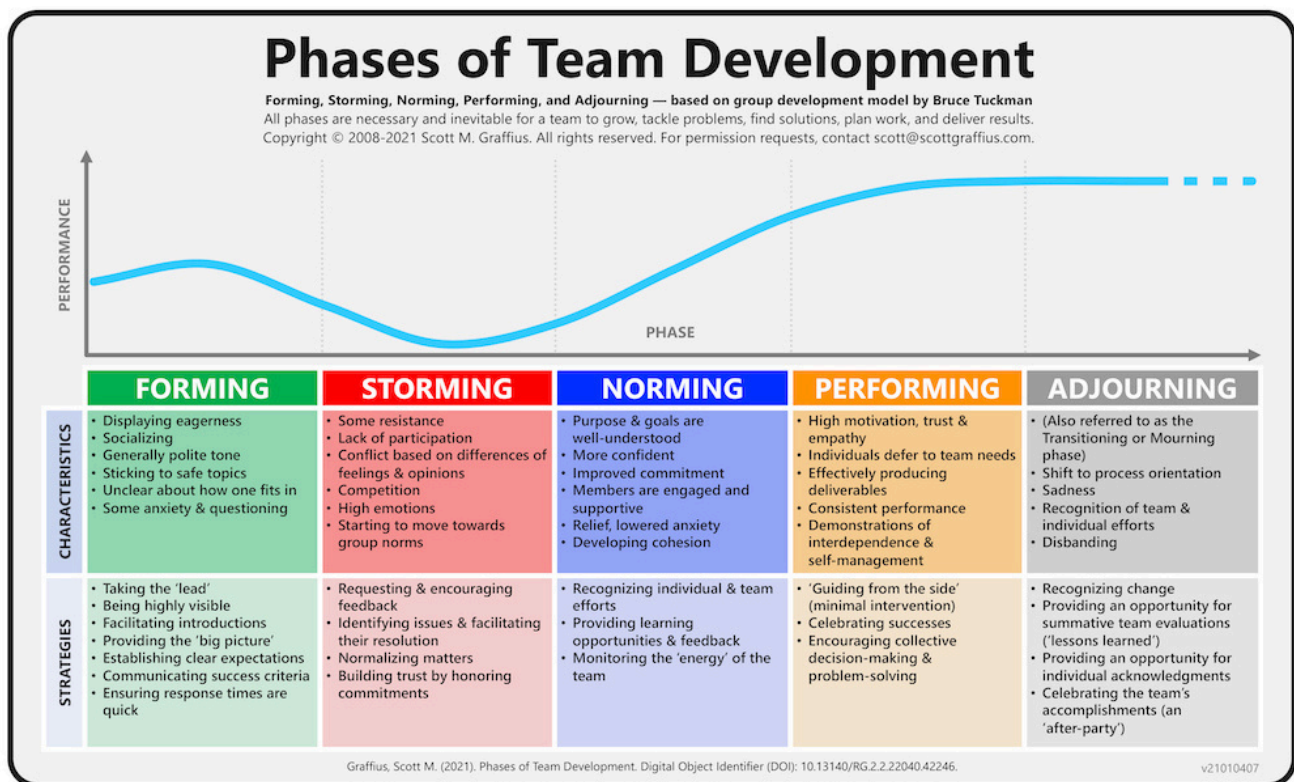 Phases of Team Development
Forming, Storming, Norming, Performing, and Adjourning — based on group development model by Bruce Tuckman
All phases are necessary and inevitable for a team to grow, tackle problems, find solutions, plan work, and deliver results.
Copyright © 2008-2021 Scott M. Graffius. All rights reserved. For permission requests, contact scott@scottgraffius.com.
PERFORMANCE
PHASE
FORMING
STORMING
NORMING
PERFORMING
ADJOURNING
CHARACTERISTICS
• Displaying eagerness
• Socializing
• Generally polite tone
• Sticking to safe topics
• Unclear about how one fits in
• Some anxiety & questioning
• Some resistance
• Lack of participation
• Conflict based on differences of
feelings & opinions
• Competition
• High emotions
• Starting to move towards
group norms
• Purpose & goals are
well-understood
• More confident
• Improved commitment
• Members are engaged and
supportive
• Relief, lowered anxiety
• Developing cohesion
• High motivation, trust &
empathy
• Individuals defer to team needs
• Effectively producing
deliverables
• Consistent performance
• Demonstrations of
interdependence &
self-management
• (Also referred to as the
Transitioning or Mourning
phase)
• Shift to process orientation
• Sadness
• Recognition of team &
individual efforts
• Disbanding
STRATEGIES
• Taking the ‘lead’
• Being highly visible
• Facilitating introductions
• Providing the ‘big picture’
• Establishing clear expectations
• Communicating success criteria
• Ensuring response times are
quick
• Requesting & encouraging
feedback
• Identifying issues & facilitating
their resolution
• Normalizing matters
• Building trust by honoring
commitments
• Recognizing individual & team
efforts
• Providing learning
opportunities & feedback
• Monitoring the ‘energy’ of the
team
• ‘Guiding from the side’
(minimal intervention)
• Celebrating successes
• Encouraging collective
decision-making &
problem-solving
• Recognizing change
• Providing an opportunity for
summative team evaluations
(‘lessons learned’)
• Providing an opportunity for
individual acknowledgments
• Celebrating the team’s
accomplishments (an
‘after-party’)
Graffius, Scott M. (2021). Phases of Team Development. Digital Object Identifier (DOI): 10.13140/RG.2.2.22040.42246.
v21010407